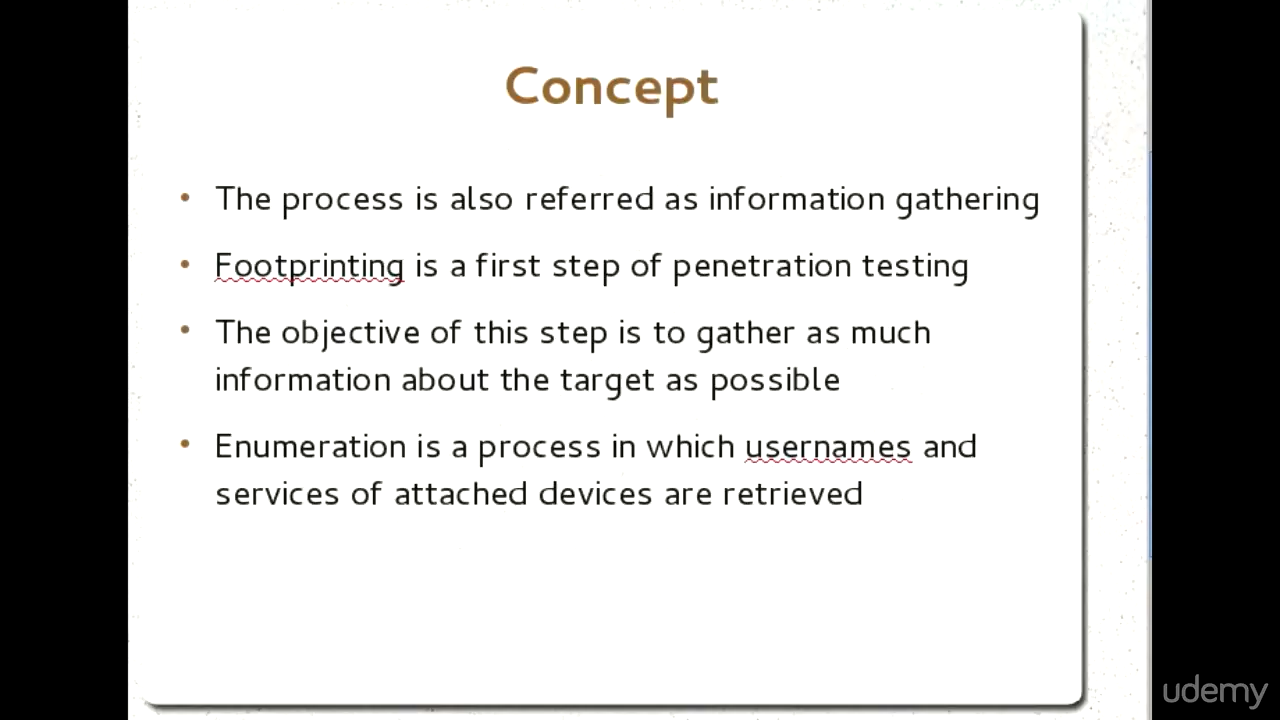 Concept
• The process is also referred as information gathering
• Footprinting is a first step of penetration testing
• The objective of this step is to gather as much
information about the target as possible
• Enumeration is a process in which usernames and
services of attached devices are retrieved
udemy